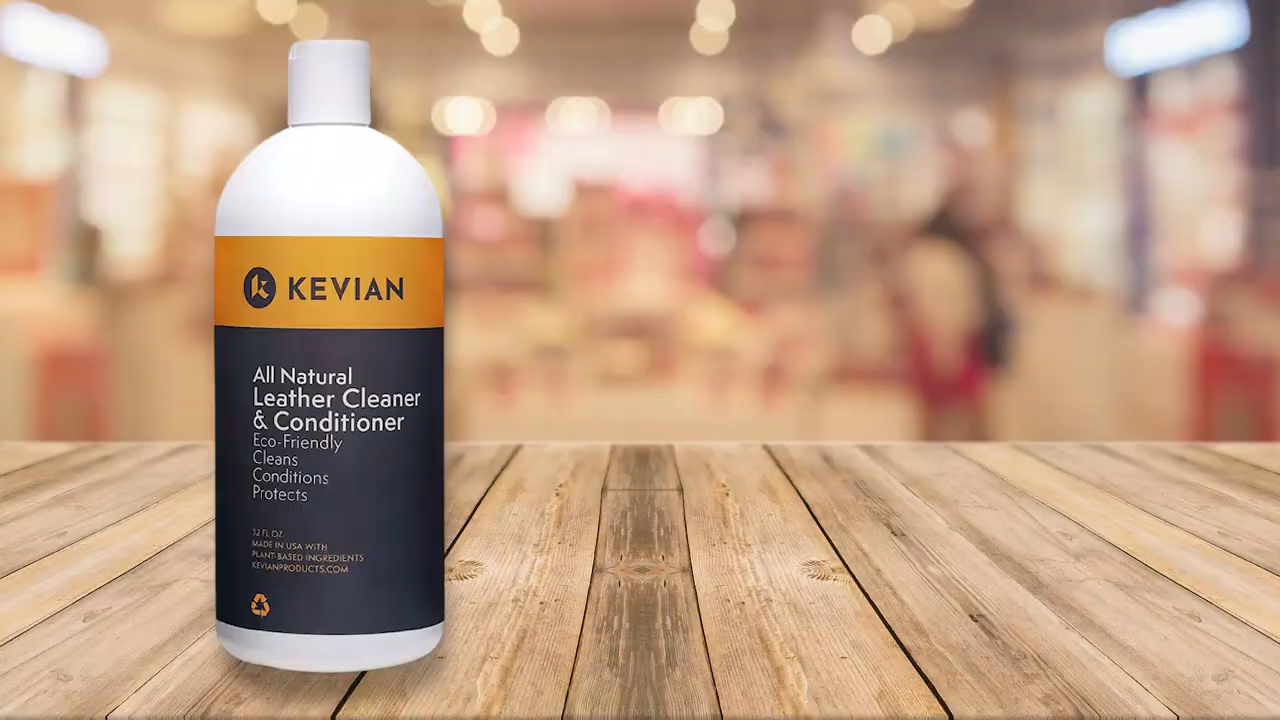 KEVIAN
All Natural
Leather Cleaner
& Conditioner
Eco-Friendly
Cleans
Conditions
Protects
32 FL OZ
MADE IN USA WITH
PLANT-BASED INGREDIENTS
KEVIANPRODUCTS.COM